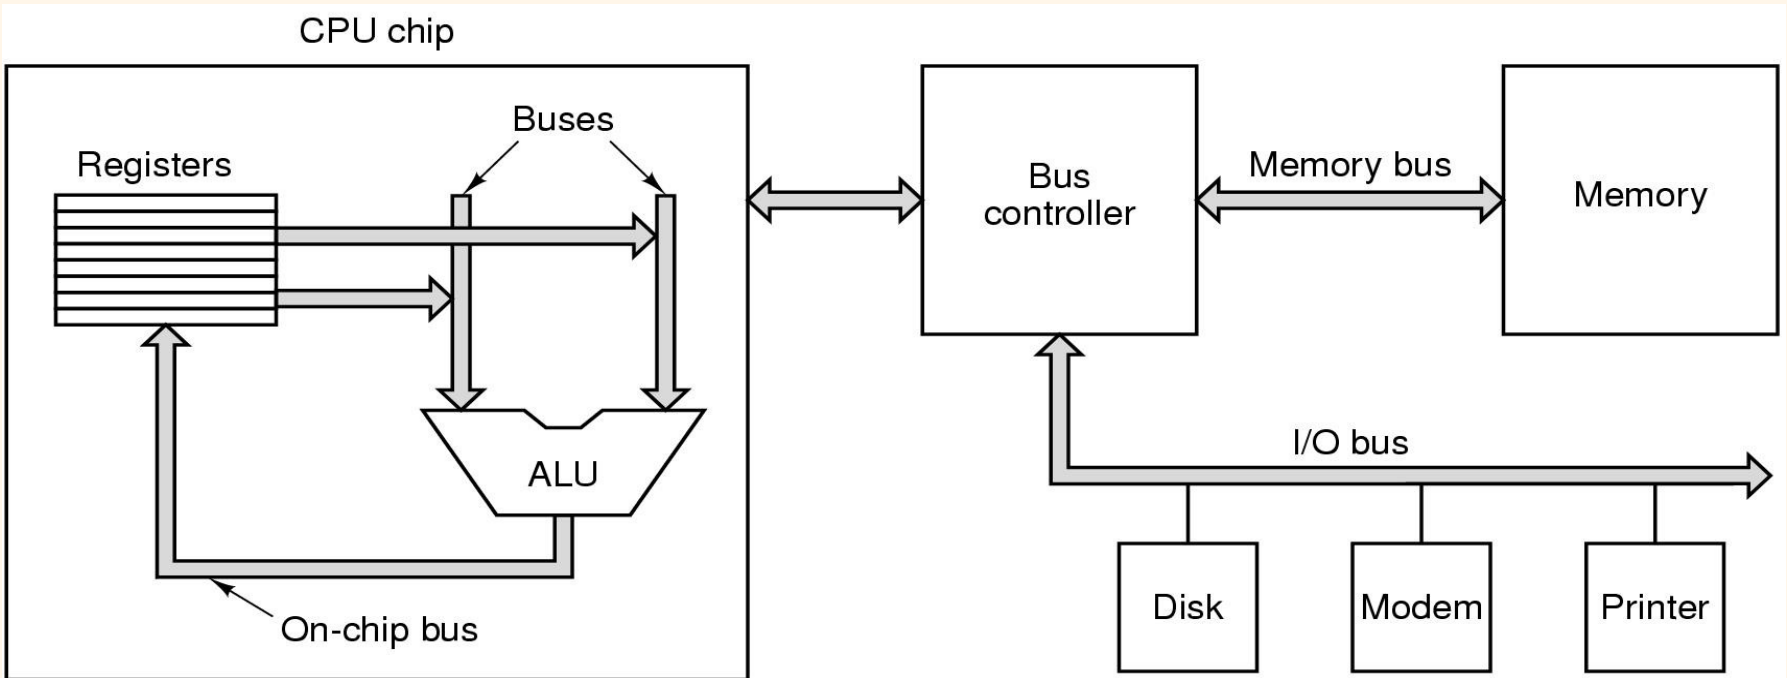 CPU chip
Buses
Registers
ALU
On-chip bus
Bus
controller
Memory bus
Memory
I/O bus
Disk
Modem
Printer